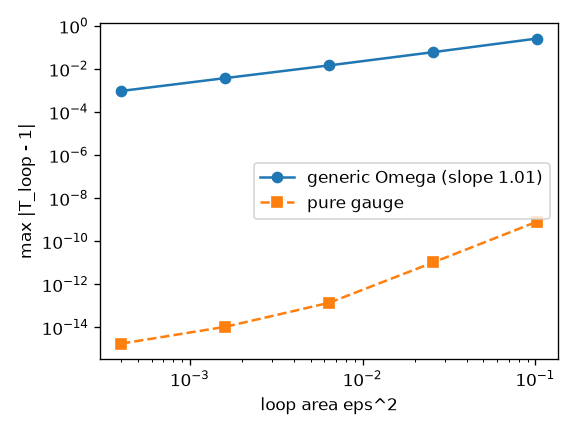 10^0
10^-2
10^-4
10^-6
10^-8
10^-10
10^-12
10^-14
max |T_loop - 1|
generic Omega (slope 1.01)
pure gauge
10^-3
10^-2
10^-1
loop area eps^2